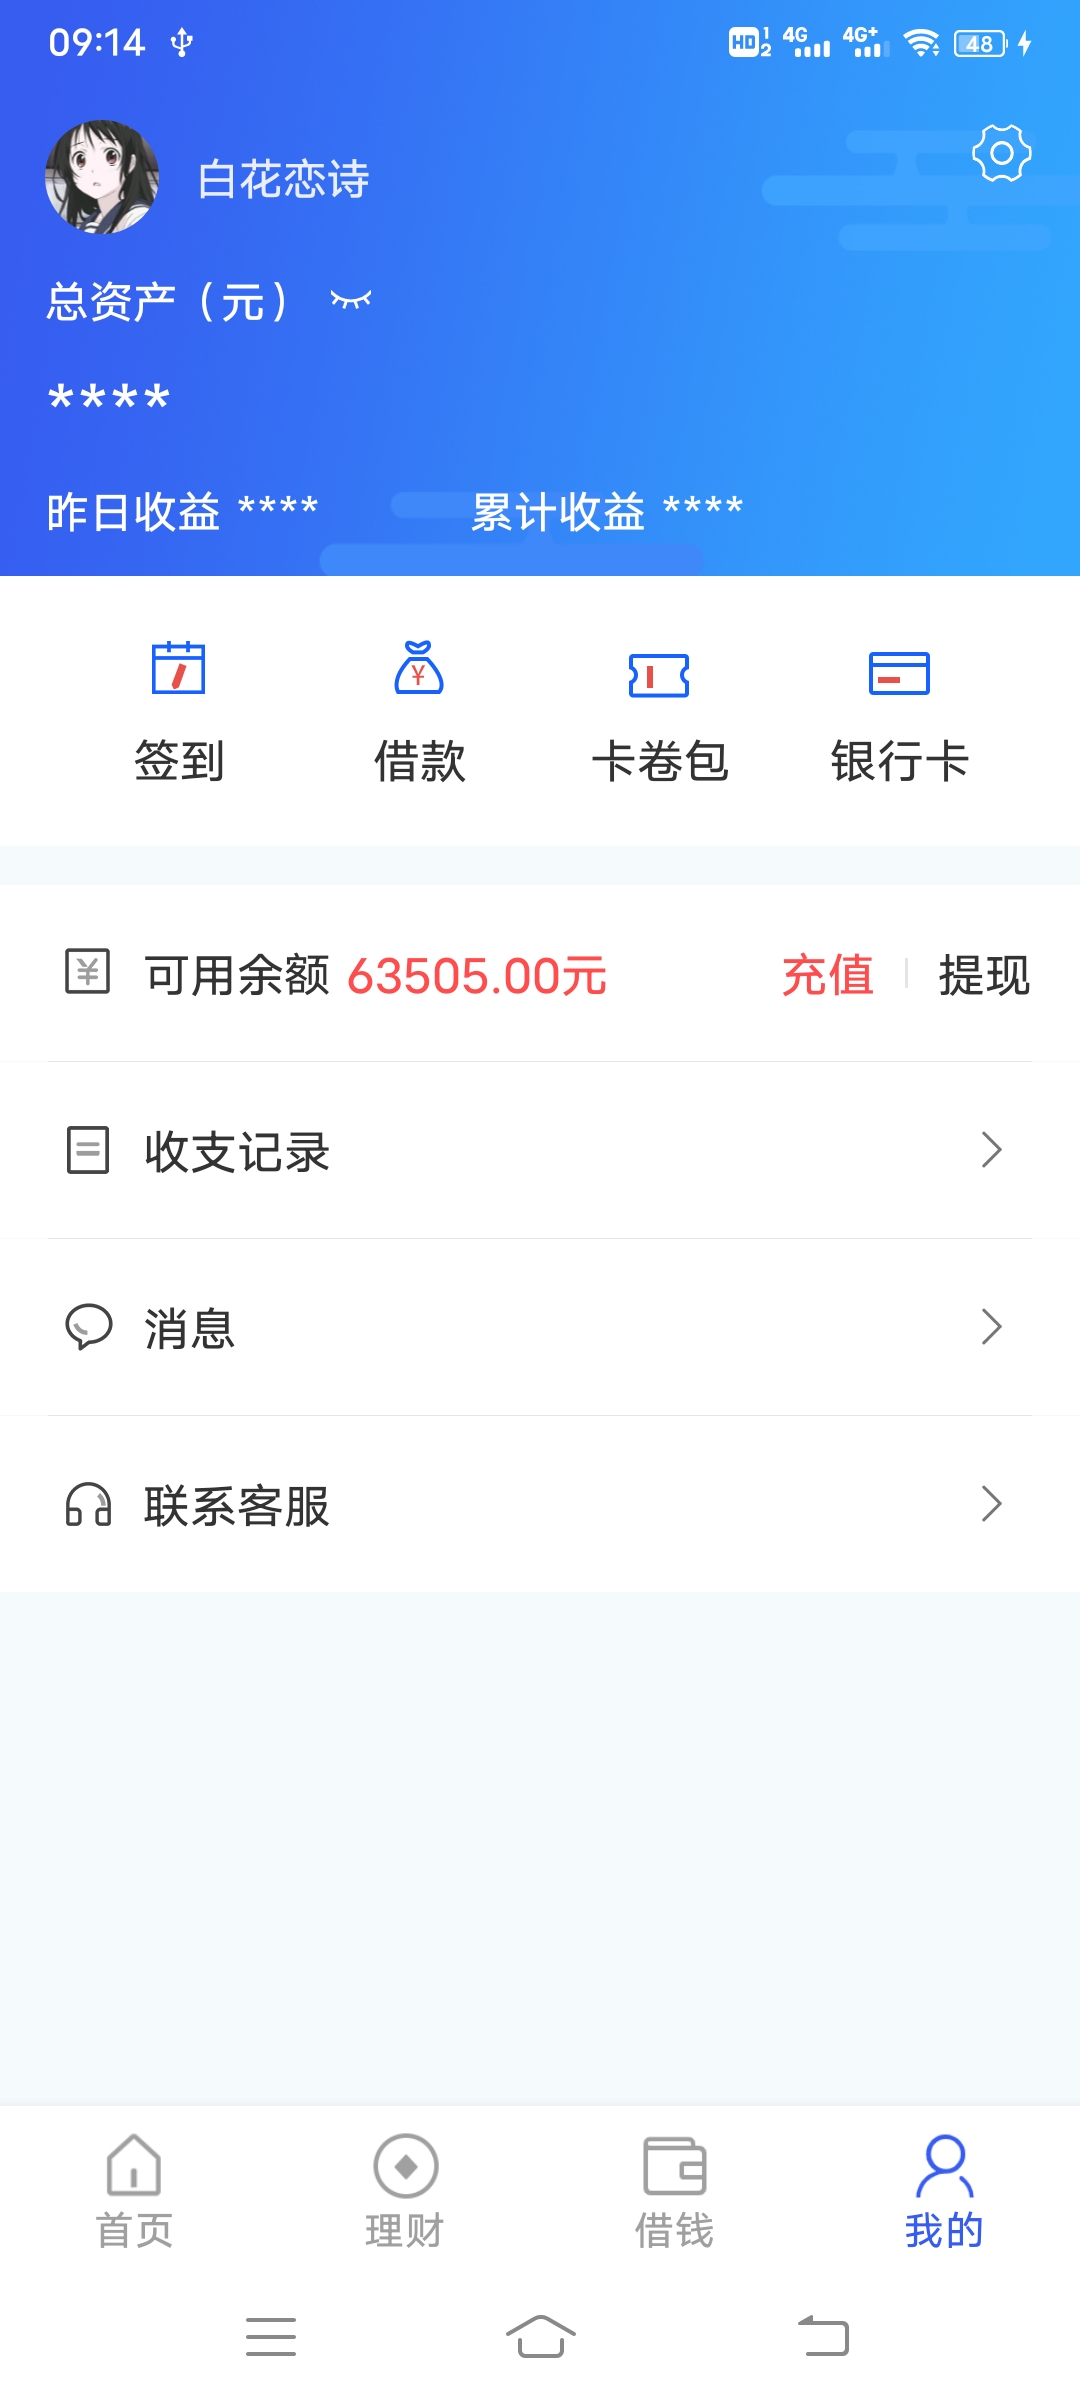 09:14 HD 1 2 4G 4G+ 48
白花恋诗
总资产（元）
****
昨日收益 **** 累计收益 ****
签到 借款 卡卷包 银行卡
可用余额 63505.00元 充值 提现
收支记录
消息
联系客服
首页 理财 借钱 我的